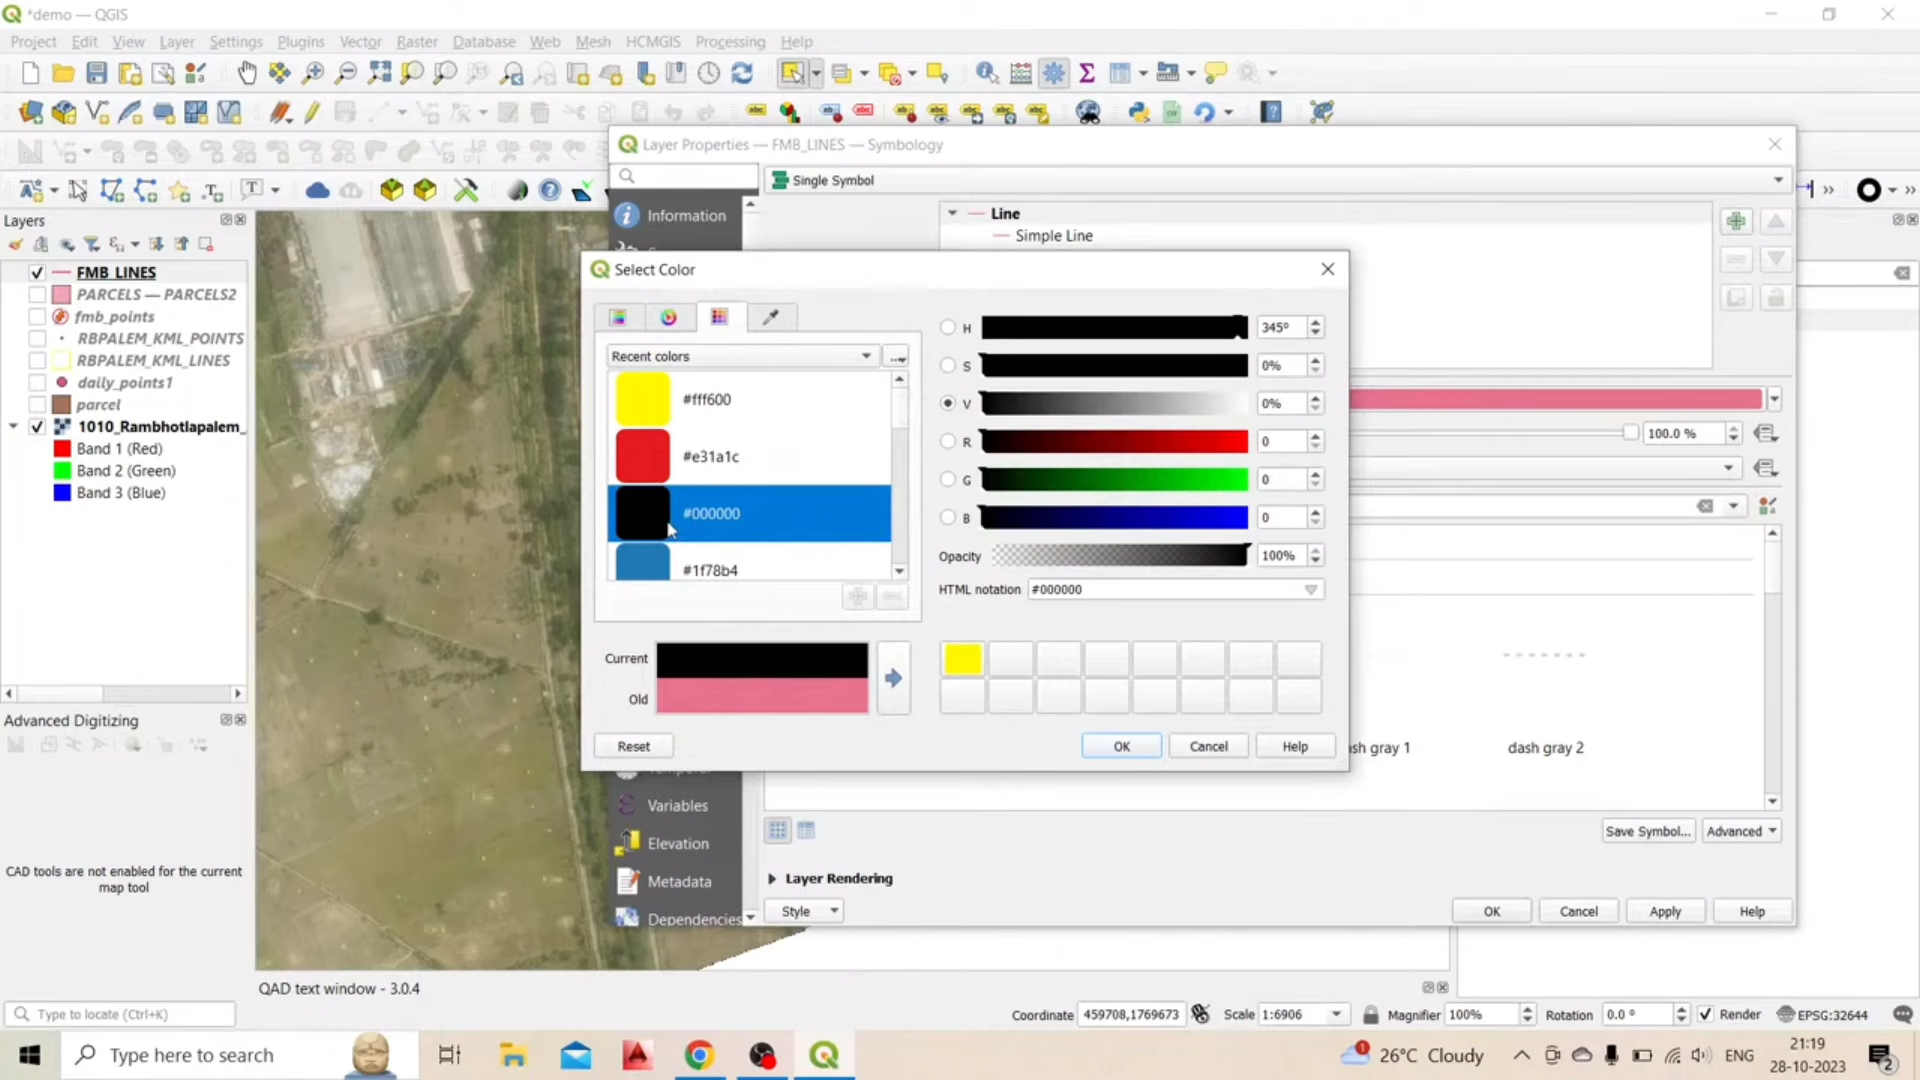 *demo — QGIS
Project Edit View Layer Settings Plugins Vector Raster Database Web Mesh HCMGIS Processing Help
Layer Properties — FMB_LINES — Symbology
Single Symbol
Information
Line
Simple Line
Layers
FMB_LINES
PARCELS — PARCELS2
fmb_points
RBPALEM_KML_POINTS
RBPALEM_KML_LINES
daily_points1
parcel
1010_Rambhotlapalem_
Band 1 (Red)
Band 2 (Green)
Band 3 (Blue)
Select Color
Recent colors
#fff600
#e31a1c
#000000
#1f78b4
H 345°
S 0%
V 0%
R 0
G 0
B 0
Opacity 100%
HTML notation #000000
Current
Old
Reset OK Cancel Help
100.0 %
sh gray 1 dash gray 2
Advanced Digitizing
CAD tools are not enabled for the current
map tool
Variables
Elevation
Metadata
Dependencies
Save Symbol... Advanced
Layer Rendering
Style OK Cancel Apply Help
QAD text window - 3.0.4
Type to locate (Ctrl+K) Coordinate 459708,1769673 Scale 1:6906 Magnifier 100% Rotation 0.0 ° Render EPSG:32644
Type here to search 26°C Cloudy ENG 21:19
28-10-2023 2